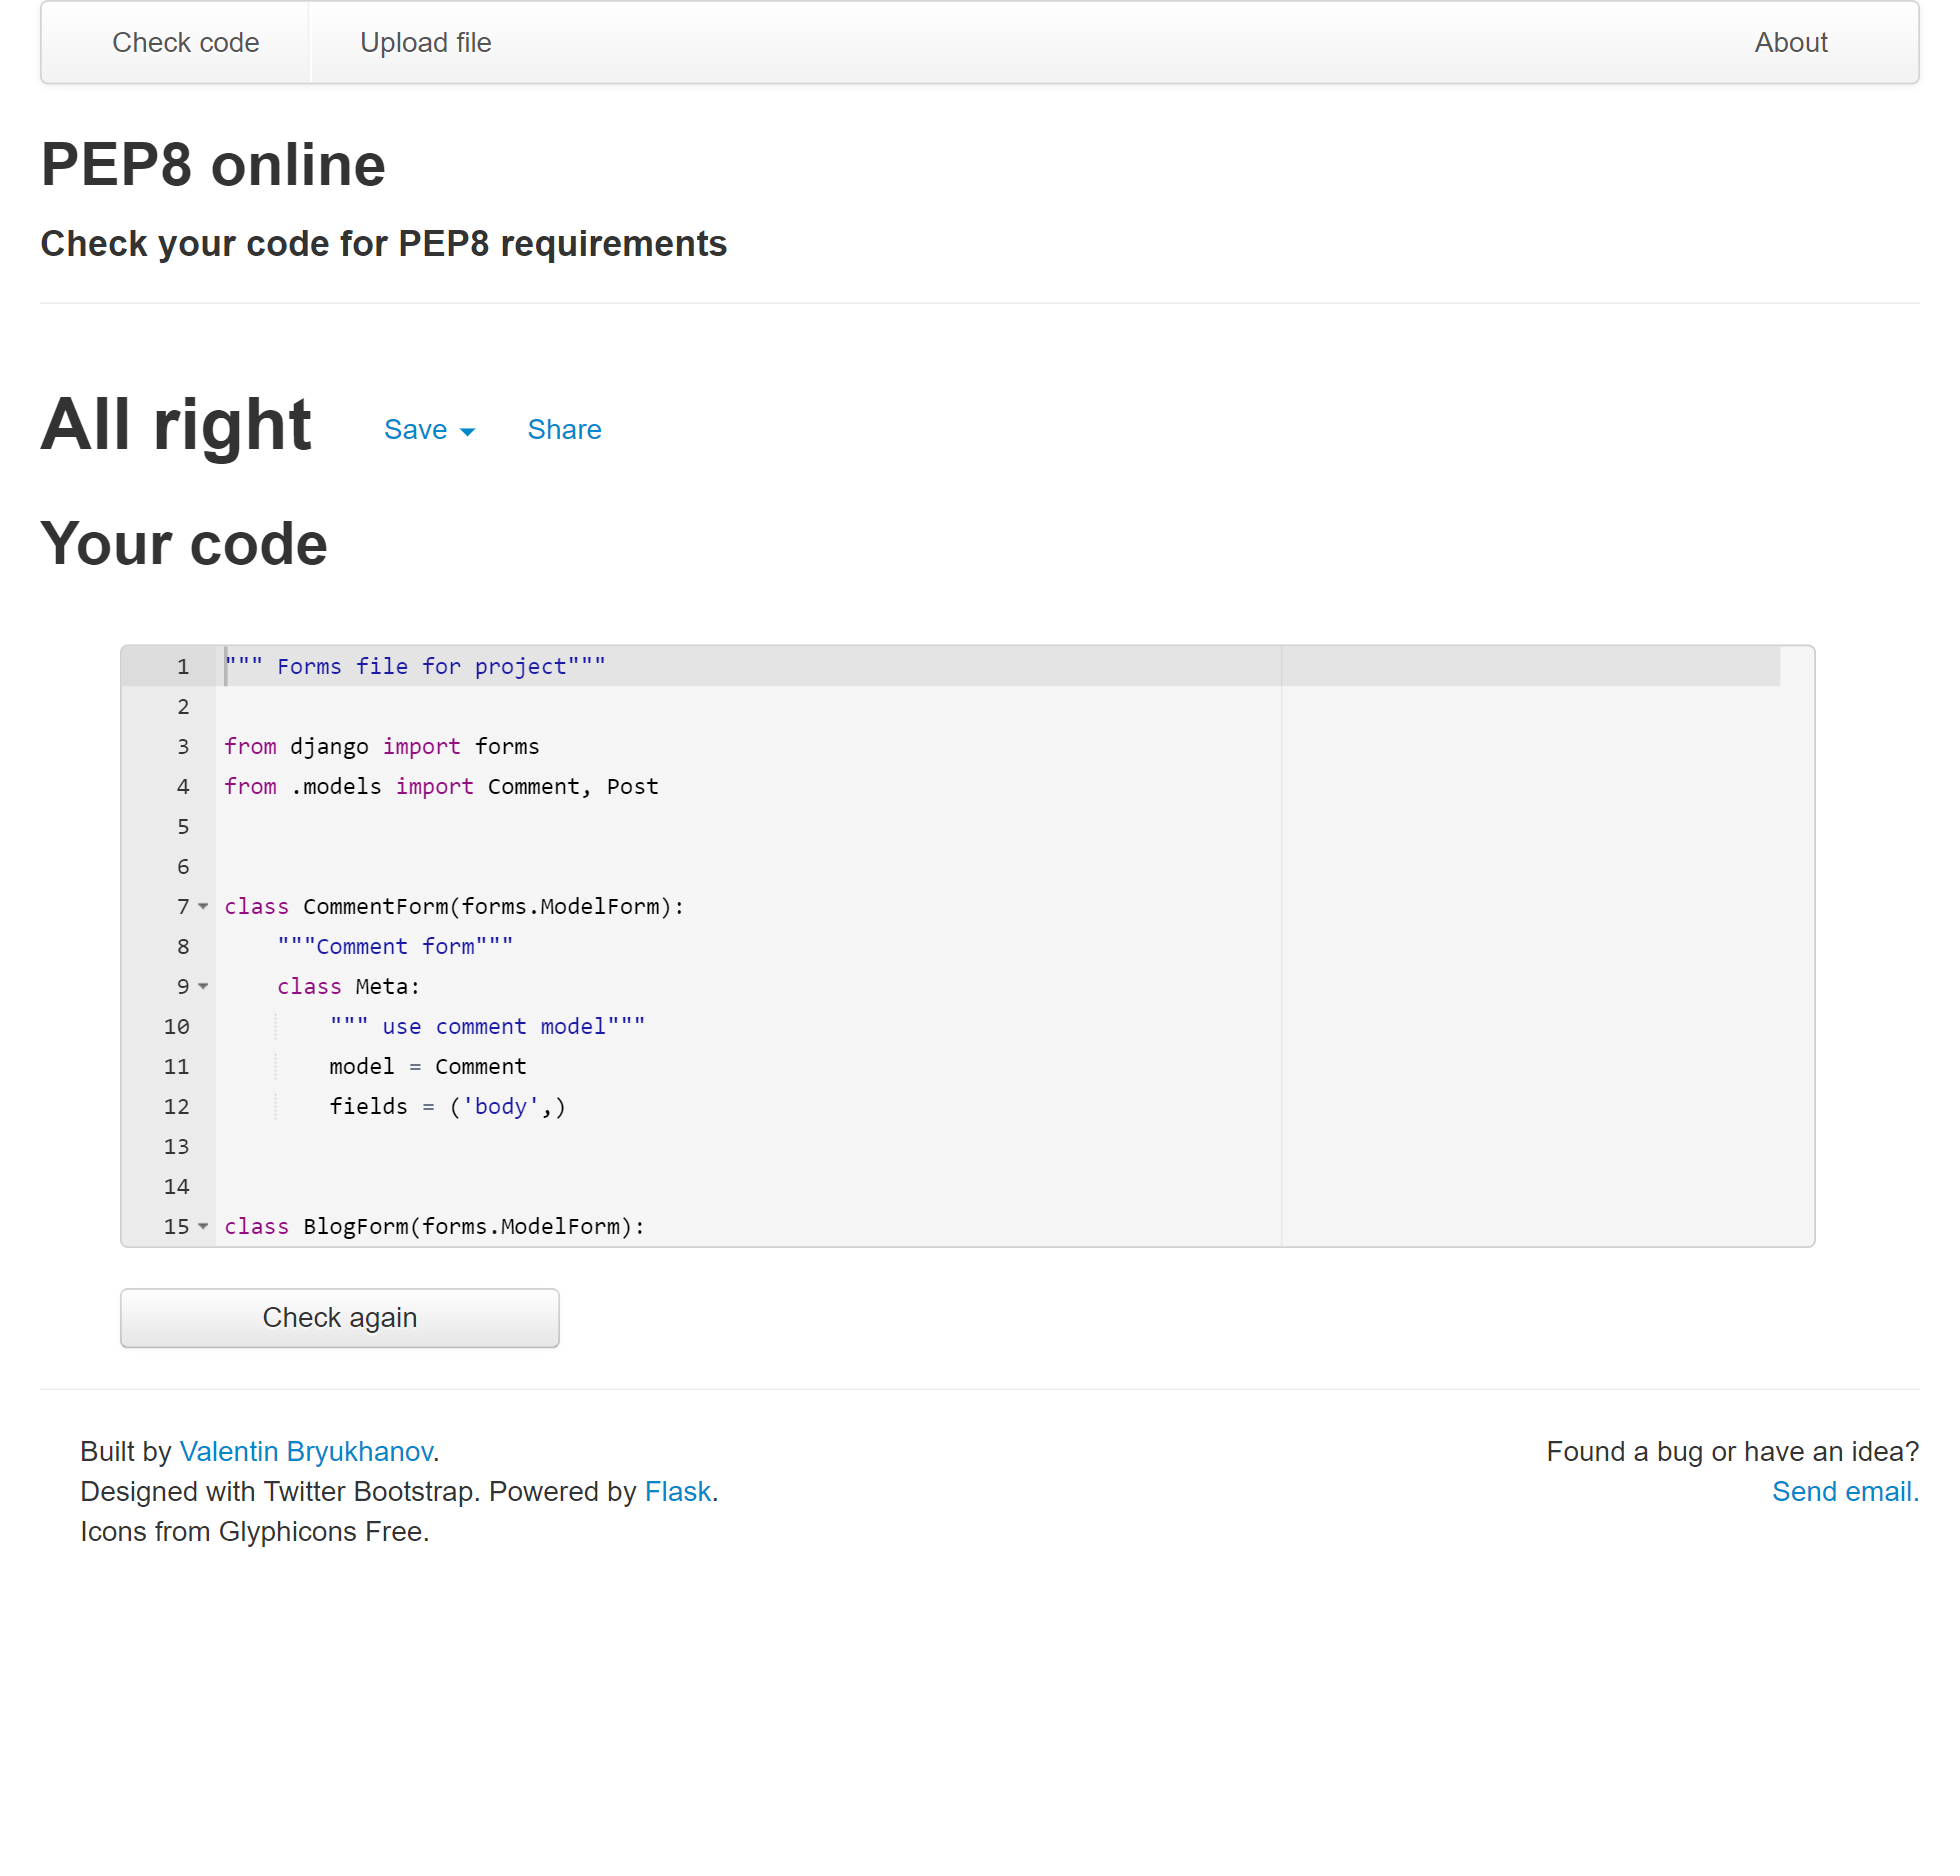 Check code Upload file About
PEP8 online
Check your code for PEP8 requirements
All right Save Share
Your code
1 """ Forms file for project"""
2
3 from django import forms
4 from .models import Comment, Post
5
6
7 class CommentForm(forms.ModelForm):
8     """Comment form"""
9     class Meta:
10         """ use comment model"""
11         model = Comment
12         fields = ('body',)
13
14
15 class BlogForm(forms.ModelForm):
Check again
Built by Valentin Bryukhanov. Found a bug or have an idea?
Designed with Twitter Bootstrap. Powered by Flask. Send email.
Icons from Glyphicons Free.